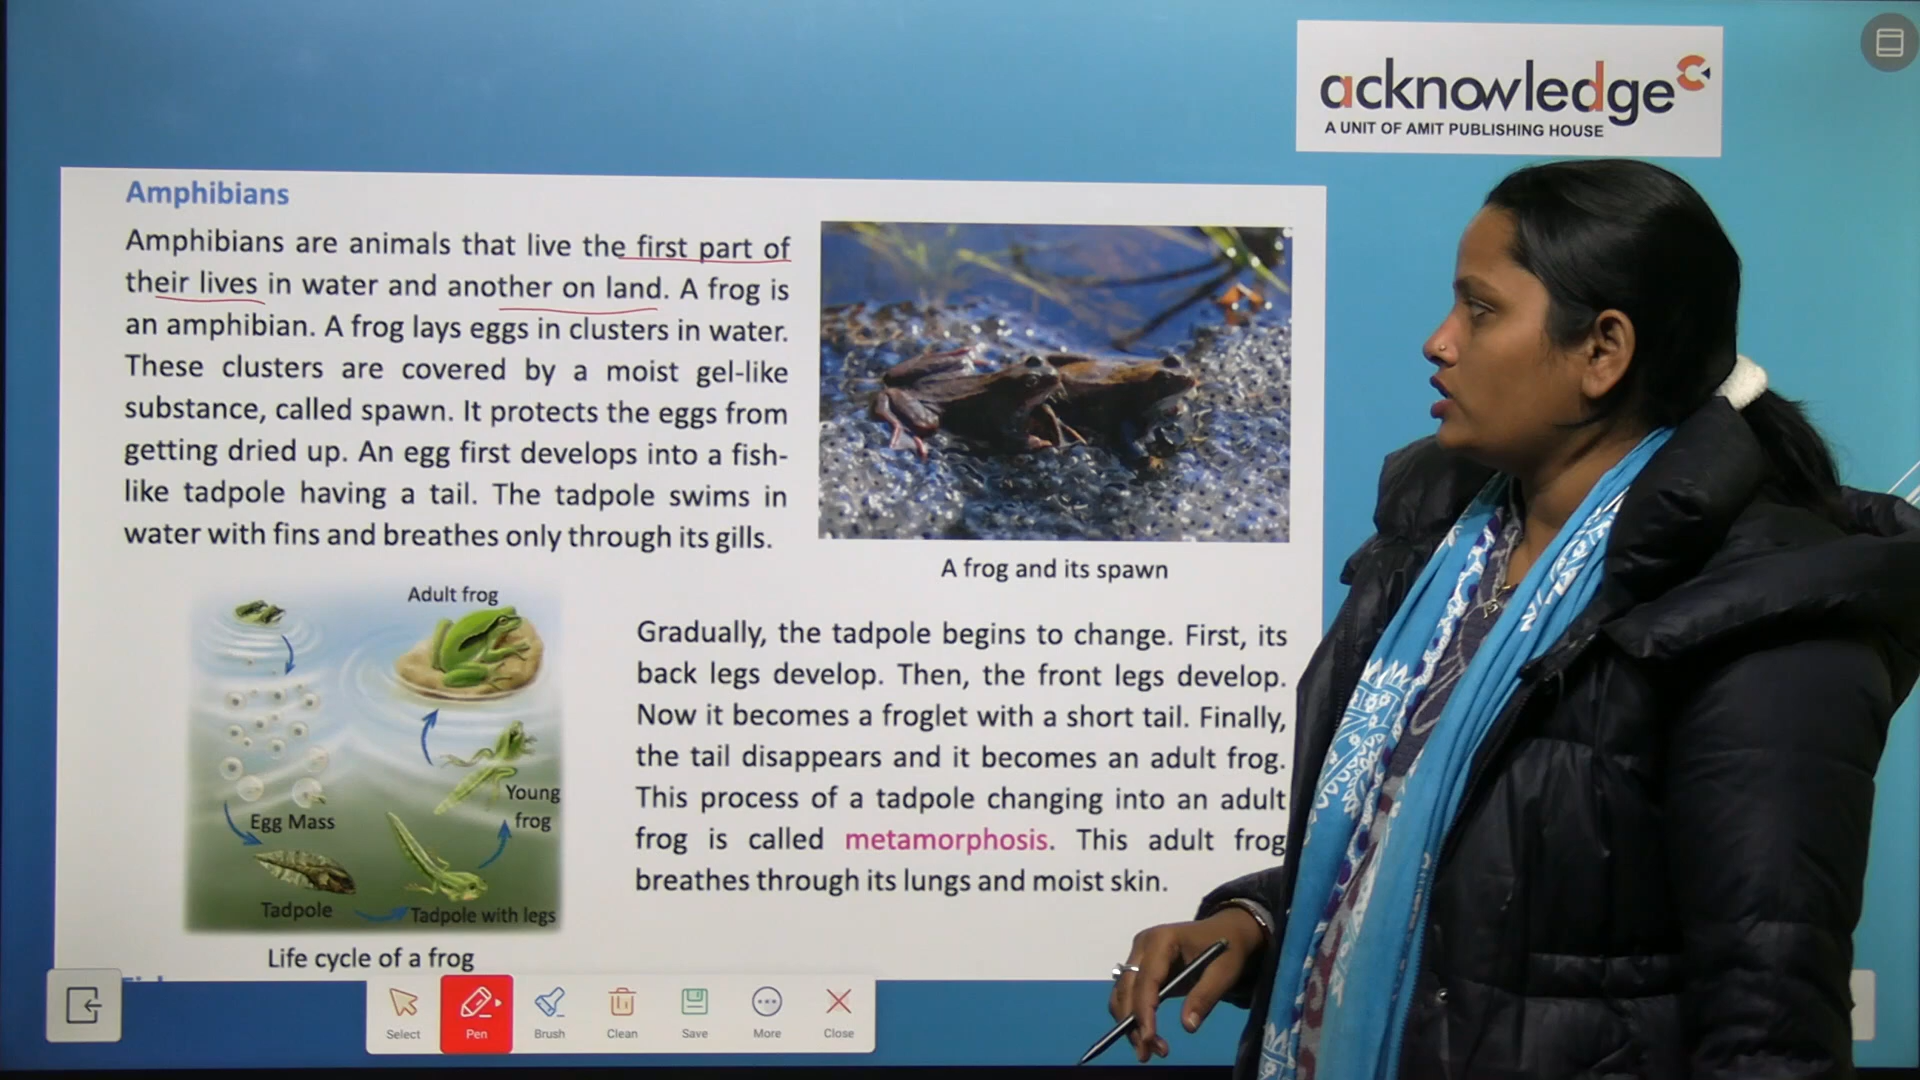 acknowledge
A UNIT OF AMIT PUBLISHING HOUSE
Amphibians
Amphibians are animals that live the first part of
their lives in water and another on land. A frog is
an amphibian. A frog lays eggs in clusters in water.
These clusters are covered by a moist gel-like
substance, called spawn. It protects the eggs from
getting dried up. An egg first develops into a fish-
like tadpole having a tail. The tadpole swims in
water with fins and breathes only through its gills.
A frog and its spawn
Adult frog
Young
frog
Egg Mass
Tadpole
Tadpole with legs
Life cycle of a frog
Gradually, the tadpole begins to change. First, its
back legs develop. Then, the front legs develop.
Now it becomes a froglet with a short tail. Finally,
the tail disappears and it becomes an adult frog.
This process of a tadpole changing into an adult
frog is called metamorphosis. This adult frog
breathes through its lungs and moist skin.
Select
Pen
Brush
Clean
Save
More
Close